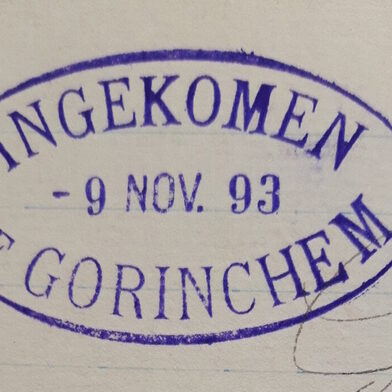 INGEKOMEN
- 9 NOV. 93
GORINCHEM